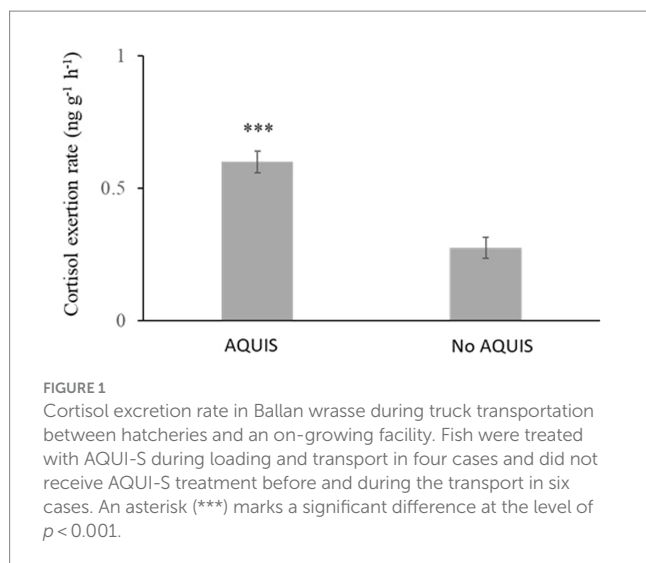 Cortisol exertion rate (ng g⁻¹ h⁻¹)
1
***
0.5
0
AQUIS No AQUIS
FIGURE 1
Cortisol excretion rate in Ballan wrasse during truck transportation
between hatcheries and an on-growing facility. Fish were treated
with AQUI-S during loading and transport in four cases and did not
receive AQUI-S treatment before and during the transport in six
cases. An asterisk (***) marks a significant difference at the level of
p < 0.001.